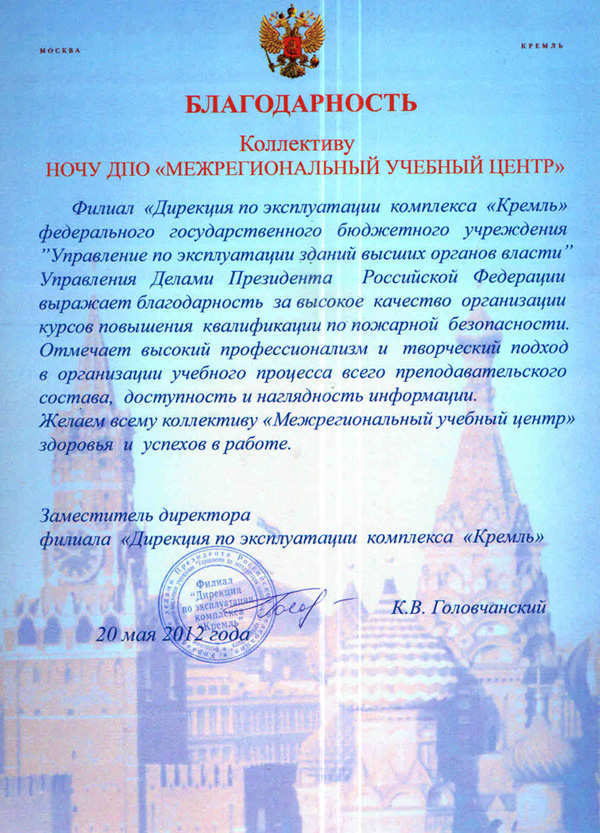 МОСКВА
КРЕМЛЬ
БЛАГОДАРНОСТЬ
Коллективу
НОЧУ ДПО «МЕЖРЕГИОНАЛЬНЫЙ УЧЕБНЫЙ ЦЕНТР»
Филиал «Дирекция по эксплуатации комплекса «Кремль»
федерального государственного бюджетного учреждения
"Управление по эксплуатации зданий высших органов власти"
Управления Делами Президента Российской Федерации
выражает благодарность за высокое качество организации
курсов повышения квалификации по пожарной безопасности.
Отмечает высокий профессионализм и творческий подход
в организации учебного процесса всего преподавательского
состава, доступность и наглядность информации.
Желаем всему коллективу «Межрегиональный учебный центр»
здоровья и успехов в работе.
Заместитель директора
филиала «Дирекция по эксплуатации комплекса «Кремль»
Филиал
"Дирекция
по эксплуатации
комплекса
"Кремль"
К.В. Головчанский
20 мая 2012 года